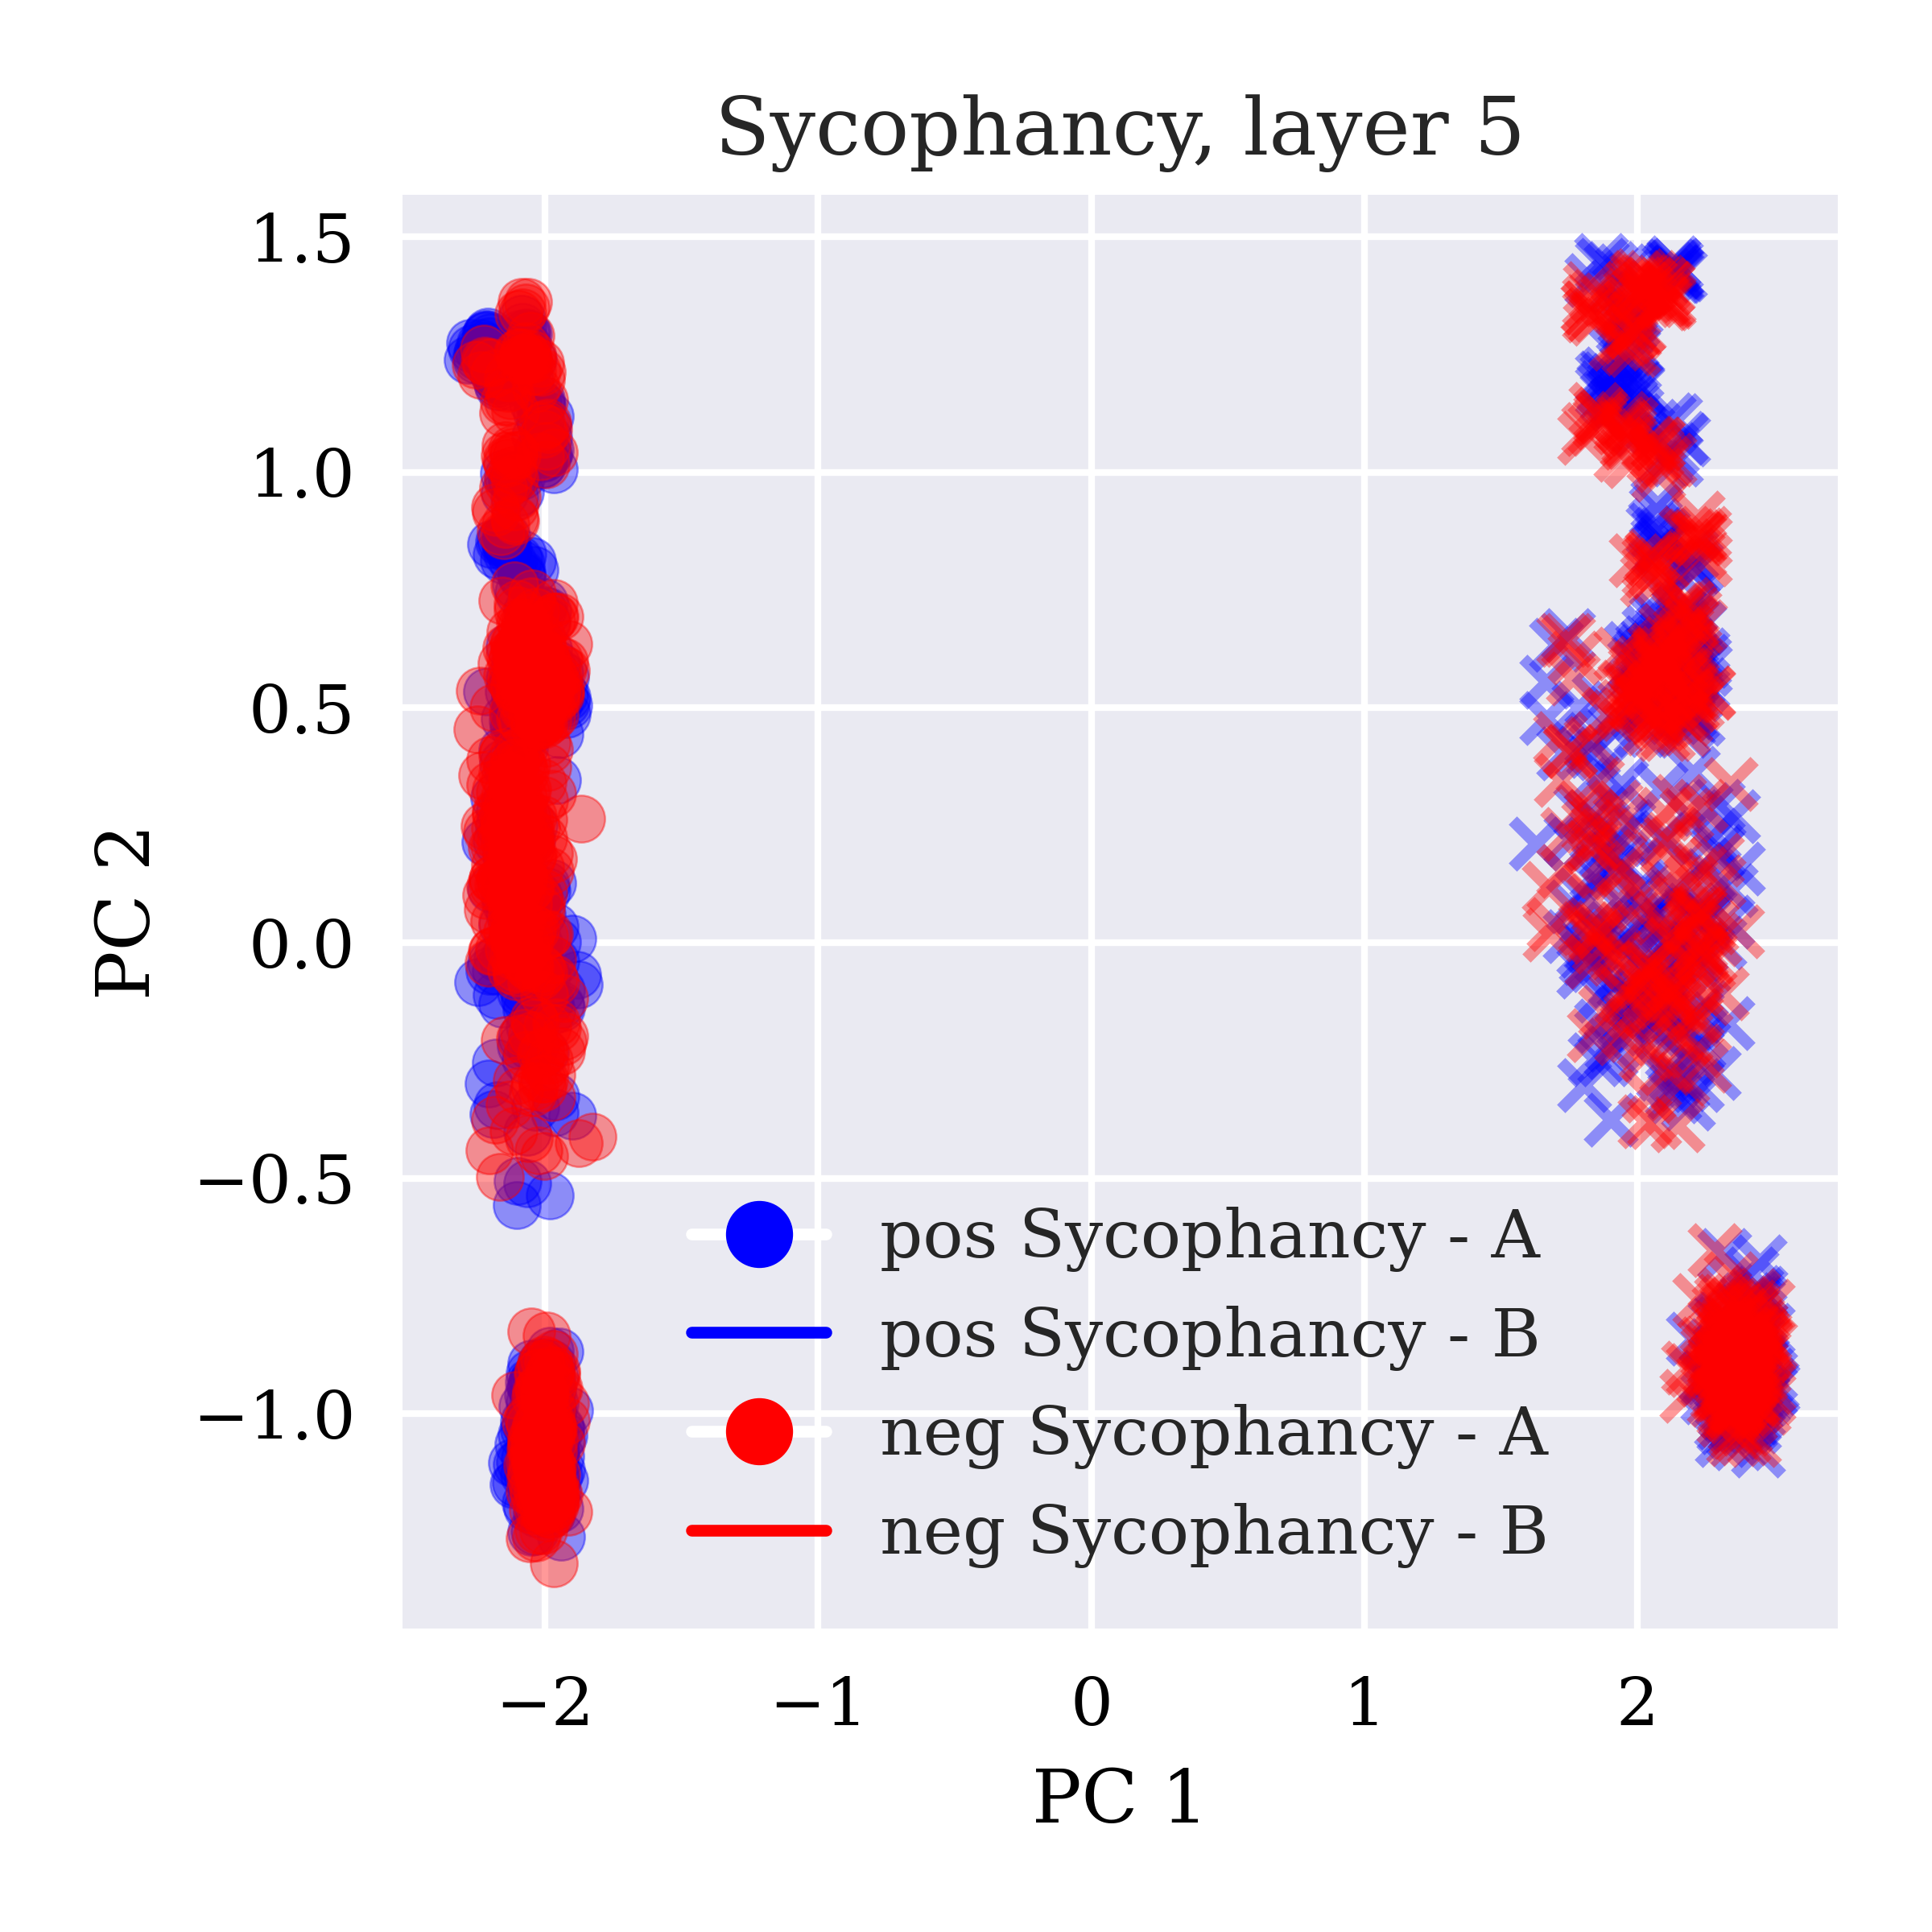 Sycophancy, layer 5
1.5
1.0
0.5
0.0
−0.5
−1.0
PC 2
pos Sycophancy - A
pos Sycophancy - B
neg Sycophancy - A
neg Sycophancy - B
−2 −1 0 1 2
PC 1